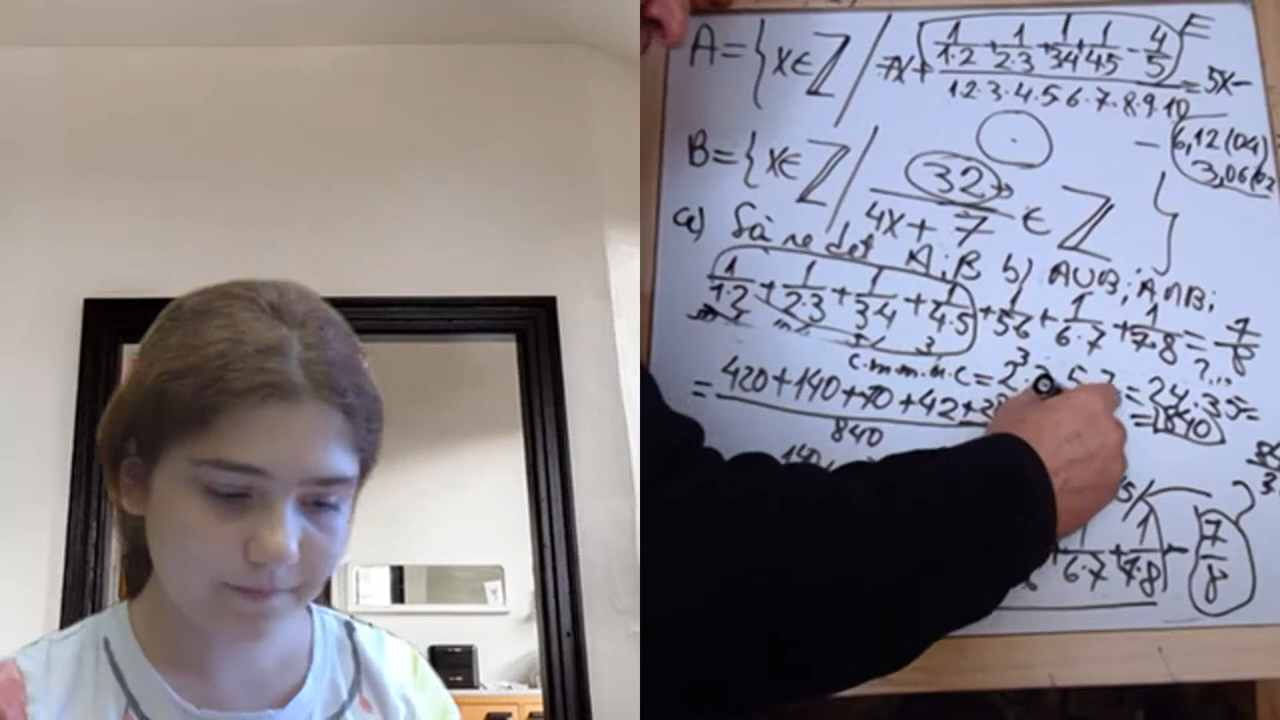 A = { x ∈ ℤ / -7x + (1/1·2 + 1/2·3 + 1/3·4 + 1/4·5 - 4/5) / 1·2·3·4·5·6·7·8·9·10 = 5x -
- 6,12(04)
3,06(02
B = { x ∈ ℤ / 32 / 4x + 7 ∈ ℤ }
a) Să se det A; B b) A∪B; A∩B;
1/1·2 + 1/2·3 + 1/3·4 + 1/4·5 + 1/5·6 + 1/6·7 + 1/7·8 = 7/8
c.m.m.m.c = 2³ · 5·7 = 24·35 =
= 420 + 140 + 70 + 42 + / 840 = 840
1/6·7 + 1/7·8 - 7/8